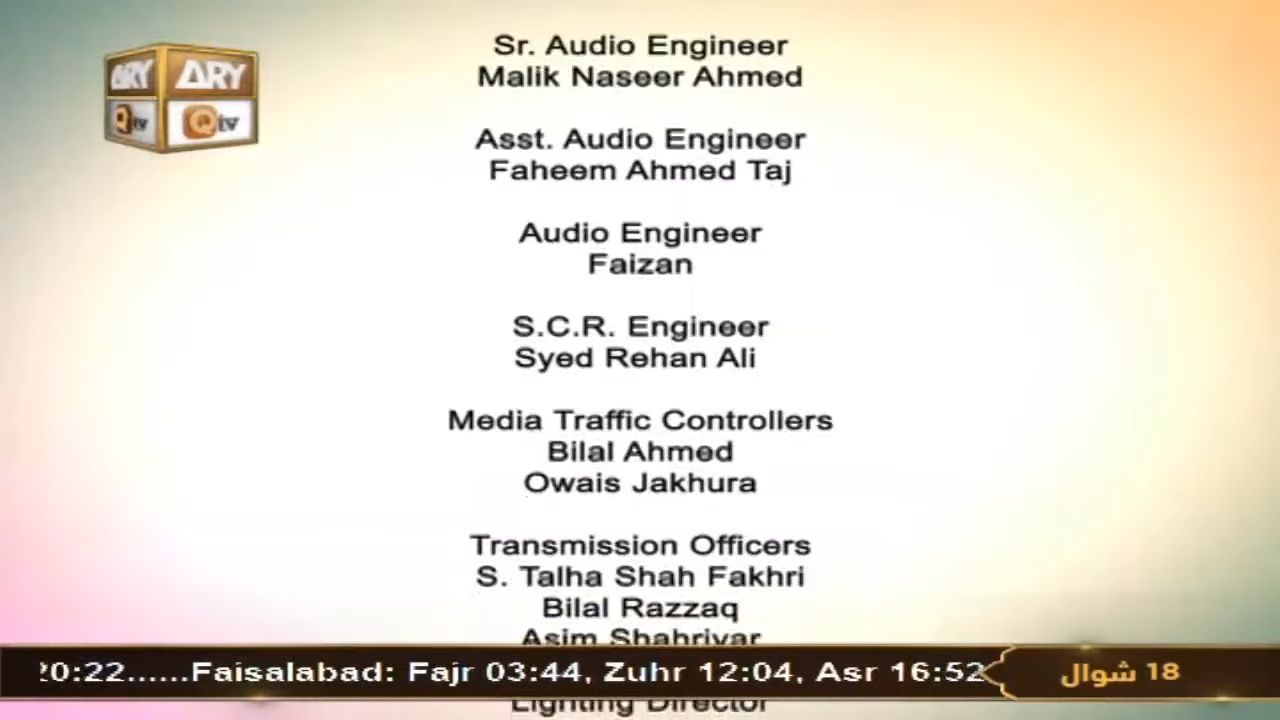 ARY
ARY
Qtv
Qtv
Sr. Audio Engineer
Malik Naseer Ahmed
Asst. Audio Engineer
Faheem Ahmed Taj
Audio Engineer
Faizan
S.C.R. Engineer
Syed Rehan Ali
Media Traffic Controllers
Bilal Ahmed
Owais Jakhura
Transmission Officers
S. Talha Shah Fakhri
Bilal Razzaq
Asim Shahriyar
20:22......Faisalabad: Fajr 03:44, Zuhr 12:04, Asr 16:52
18 شوال
Lighting Director